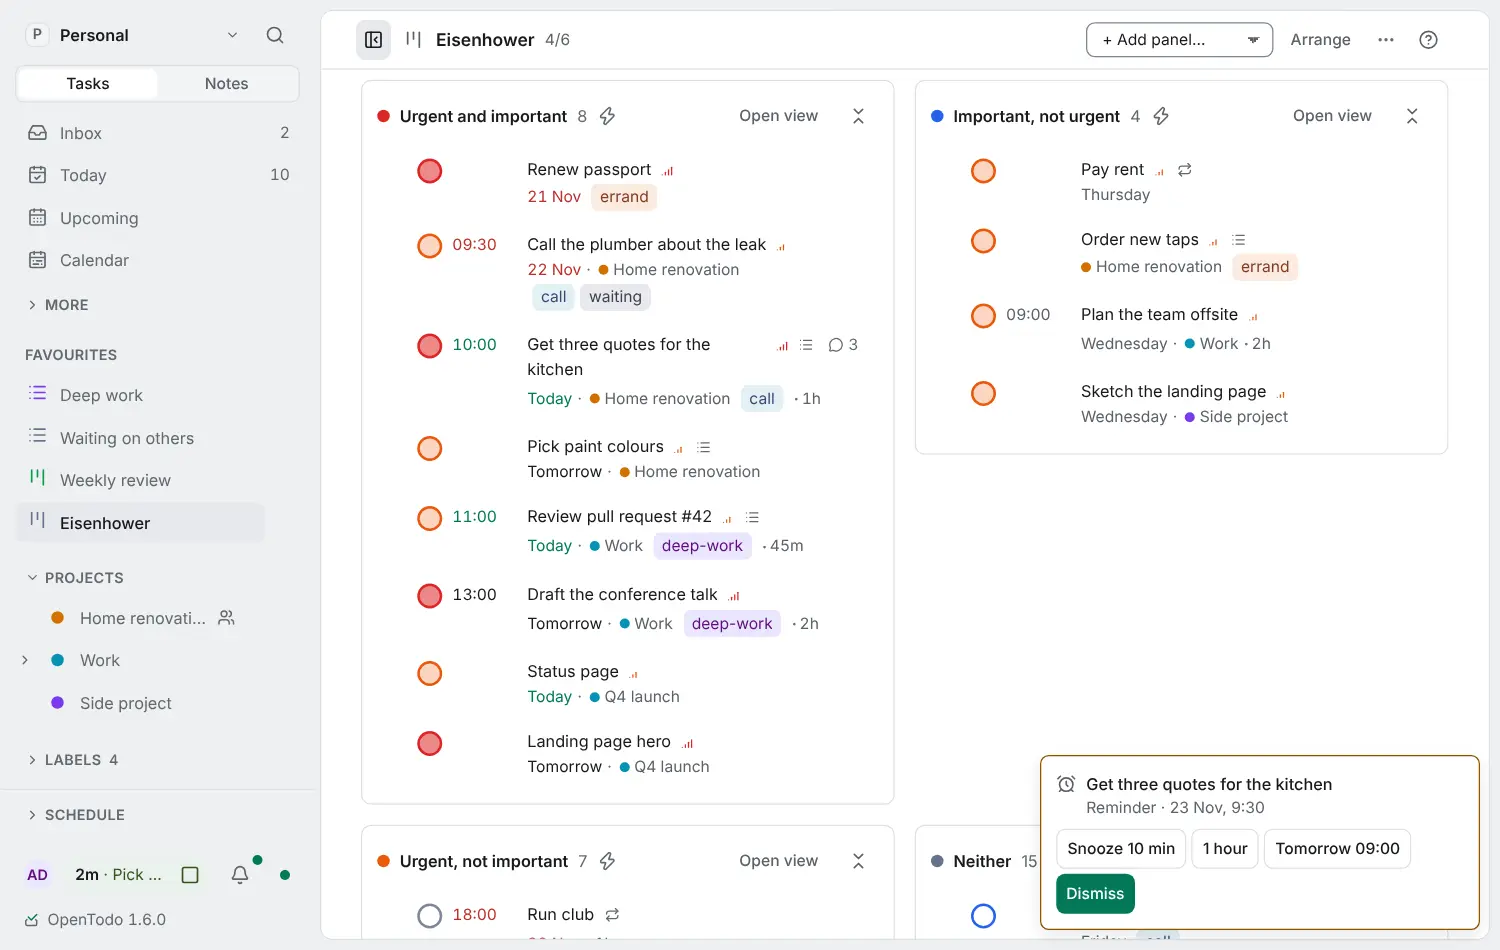 P Personal
Tasks Notes
Inbox 2
Today 10
Upcoming
Calendar
MORE
FAVOURITES
Deep work
Waiting on others
Weekly review
Eisenhower
PROJECTS
Home renovati...
Work
Side project
LABELS 4
SCHEDULE
AD 2m · Pick ...
OpenTodo 1.6.0
Eisenhower 4/6
+ Add panel...
Arrange
Urgent and important 8
Open view
Renew passport
21 Nov errand
09:30 Call the plumber about the leak
22 Nov · Home renovation
call waiting
10:00 Get three quotes for the 3
kitchen
Today · Home renovation call · 1h
Pick paint colours
Tomorrow · Home renovation
11:00 Review pull request #42
Today · Work deep-work · 45m
13:00 Draft the conference talk
Tomorrow · Work deep-work · 2h
Status page
Today · Q4 launch
Landing page hero
Tomorrow · Q4 launch
Important, not urgent 4
Open view
Pay rent
Thursday
Order new taps
Home renovation errand
09:00 Plan the team offsite
Wednesday · Work · 2h
Sketch the landing page
Wednesday · Side project
Urgent, not important 7
Open view
18:00 Run club
Neither 15
Friday call
Get three quotes for the kitchen
Reminder · 23 Nov, 9:30
Snooze 10 min
1 hour
Tomorrow 09:00
Dismiss